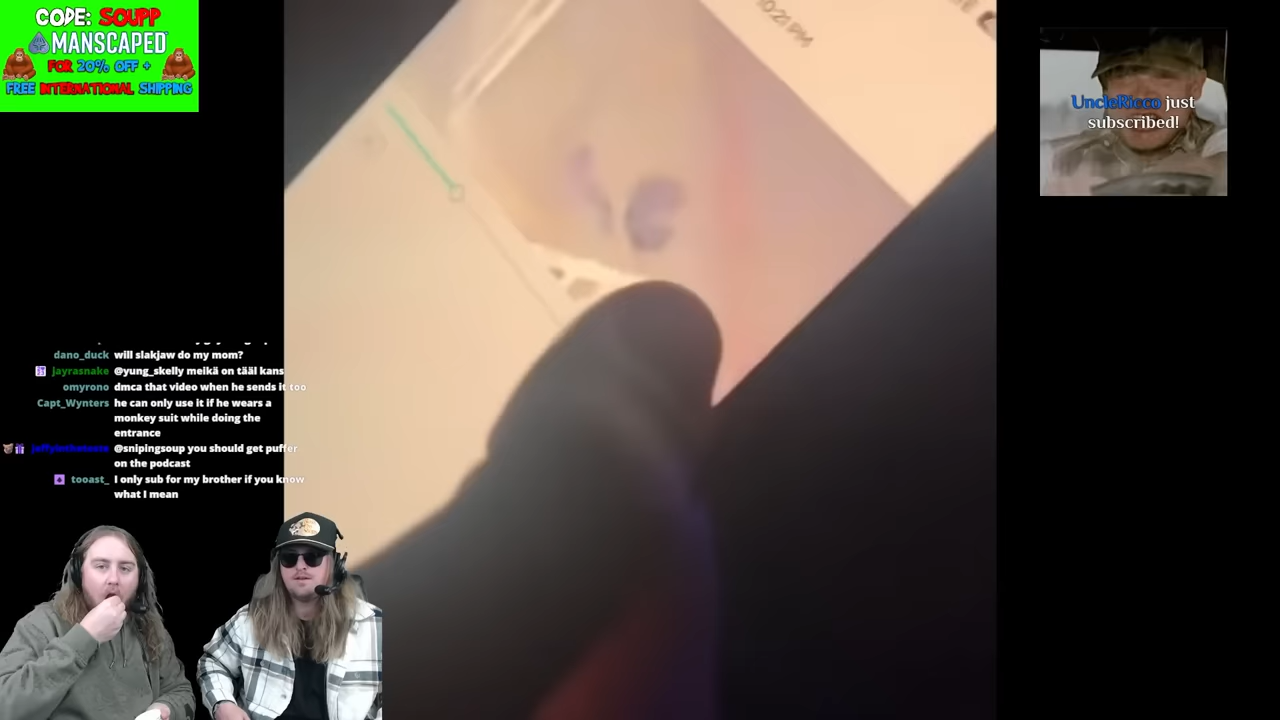 CODE: SOUPP
MANSCAPED
FOR 20% OFF +
FREE INTERNATIONAL SHIPPING
10:21 PM
UncleRicco just
subscribed!
dano_duck will slakjaw do my mom?
jayrasnake @yung_skelly meikä on tääl kans
omyrono dmca that video when he sends it too
Capt_Wynters he can only use it if he wears a
monkey suit while doing the
entrance
@snipingsoup you should get puffer
on the podcast
tooast_ I only sub for my brother if you know
what I mean